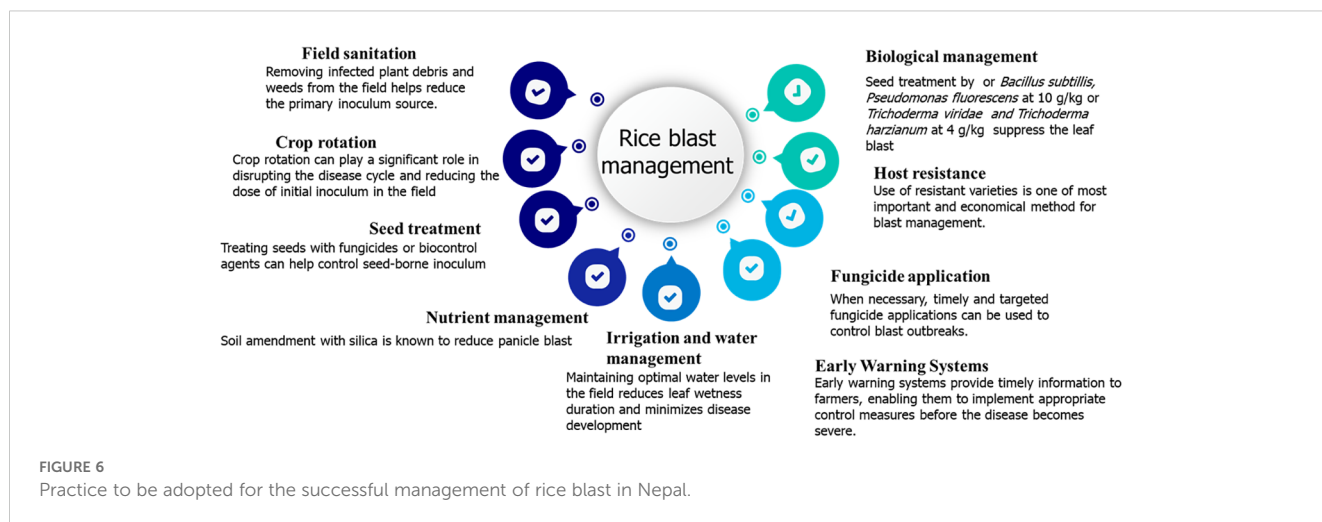 Field sanitation
Removing infected plant debris and
weeds from the field helps reduce
the primary inoculum source.
Crop rotation
Crop rotation can play a significant role in
disrupting the disease cycle and reducing the
dose of initial inoculum in the field
Seed treatment
Treating seeds with fungicides or biocontrol
agents can help control seed-borne inoculum
Nutrient management
Soil amendment with silica is known to reduce panicle blast
Rice blast
management
Irrigation and water
management
Maintaining optimal water levels in
the field reduces leaf wetness
duration and minimizes disease
development
Biological management
Seed treatment by or Bacillus subtillis,
Pseudomonas fluorescens at 10 g/kg or
Trichoderma viridae and Trichoderma
harzianum at 4 g/kg suppress the leaf
blast
Host resistance
Use of resistant varieties is one of most
important and economical method for
blast management.
Fungicide application
When necessary, timely and targeted
fungicide applications can be used to
control blast outbreaks.
Early Warning Systems
Early warning systems provide timely information to
farmers, enabling them to implement appropriate
control measures before the disease becomes
severe.
FIGURE 6
Practice to be adopted for the successful management of rice blast in Nepal.